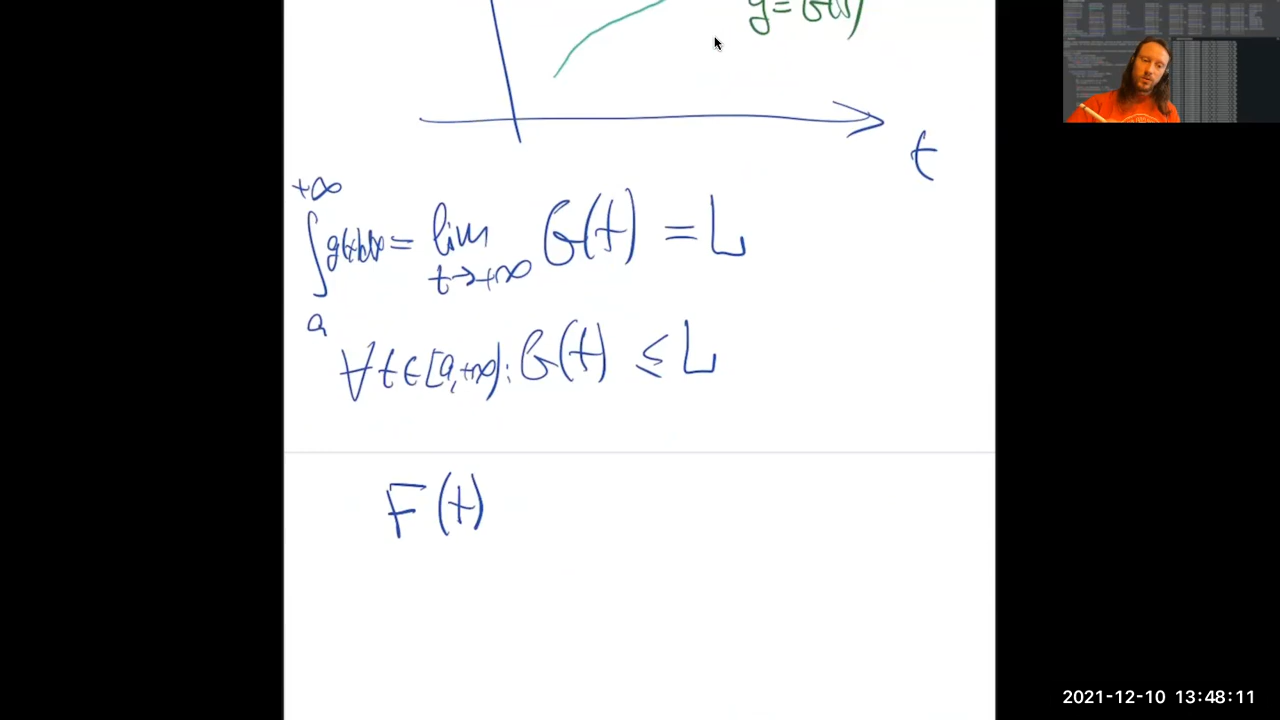 y = G(t)
t
+∞
∫ g(x)dx = lim G(t) = L
t→+∞
a
∀t∈[a,+∞): G(t) ≤ L
F(t)
2021-12-10 13:48:11